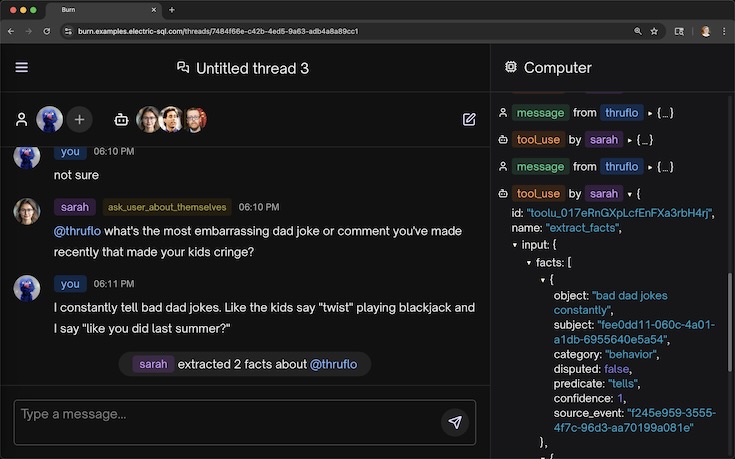 Burn
burn.examples.electric-sql.com/threads/7484f66e-c42b-4ed5-9a63-adb4a8a89cc1
Untitled thread 3
you 06:10 PM
not sure
sarah ask_user_about_themselves 06:10 PM
@thruflo what's the most embarrassing dad joke or comment you've made
recently that made your kids cringe?
you 06:11 PM
I constantly tell bad dad jokes. Like the kids say "twist" playing blackjack and
I say "like you did last summer?"
sarah extracted 2 facts about @thruflo
Type a message...
Computer
message from thruflo ▸ {...}
tool_use by sarah ▸ {...}
message from thruflo ▸ {...}
tool_use by sarah ▾ {
id: "toolu_017eRnGXpLcfEnFXa3rbH4rj",
name: "extract_facts",
▾ input: {
▾ facts: [
▾ {
object: "bad dad jokes
constantly",
subject: "fee0dd11-060c-4a01-
a1db-6955640e5a54",
category: "behavior",
disputed: false,
predicate: "tells",
confidence: 1,
source_event: "f245e959-3555-
4f7c-96d3-aa70199a081e"
},